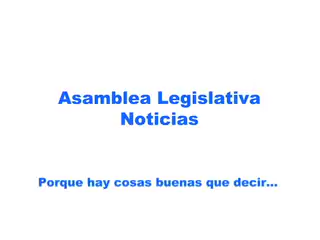 Asamblea Legislativa
Noticias
Porque hay cosas buenas que decir...